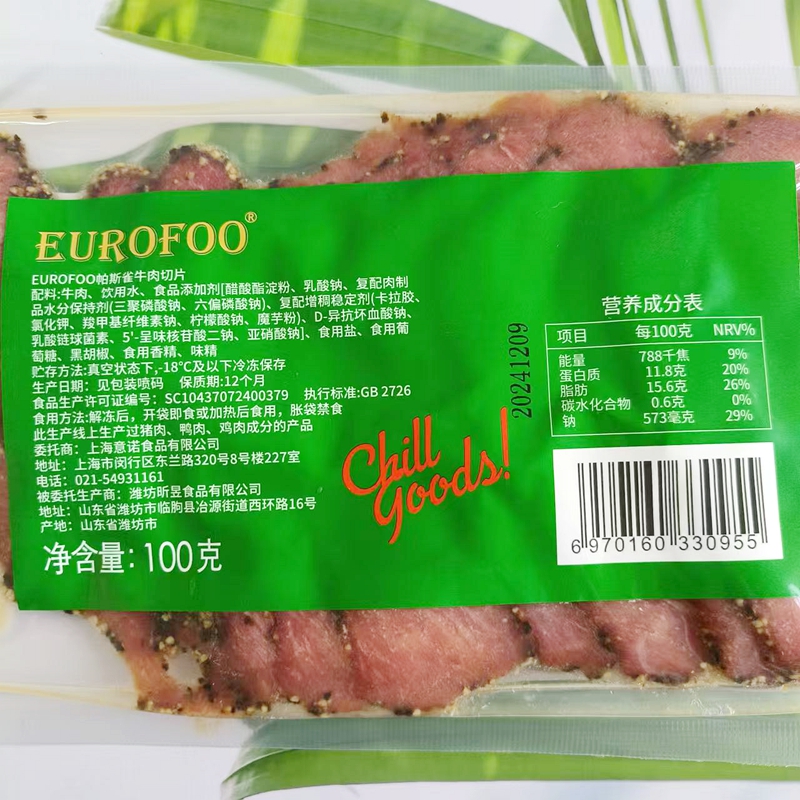 EUROFOO®
EUROFOO帕斯雀牛肉切片
配料:牛肉、饮用水、食品添加剂[醋酸酯淀粉、乳酸钠、复配肉制
品水分保持剂(三聚磷酸钠、六偏磷酸钠)、复配增稠稳定剂(卡拉胶、
氯化钾、羧甲基纤维素钠、柠檬酸钠、魔芋粉)、D-异抗坏血酸钠、
乳酸链球菌素、5'-呈味核苷酸二钠、亚硝酸钠]、食用盐、食用葡
萄糖、黑胡椒、食用香精、味精
贮存方法:真空状态下,-18℃及以下冷冻保存
生产日期：见包装喷码 保质期:12个月
食品生产许可证编号：SC10437072400379 执行标准:GB 2726
食用方法:解冻后，开袋即食或加热后食用，胀袋禁食
此生产线上生产过猪肉、鸭肉、鸡肉成分的产品
委托商：上海意诺食品有限公司
地址：上海市闵行区东兰路320号8号楼227室
电话：021-54931161
被委托生产商：潍坊昕昱食品有限公司
地址：山东省潍坊市临朐县冶源街道西环路16号
产地：山东省潍坊市
净含量：100克
Chill
Goods!
20241209
营养成分表
项目 每100克 NRV%
能量 788千焦 9%
蛋白质 11.8克 20%
脂肪 15.6克 26%
碳水化合物 0.6克 0%
钠 573毫克 29%
6 970160 330955